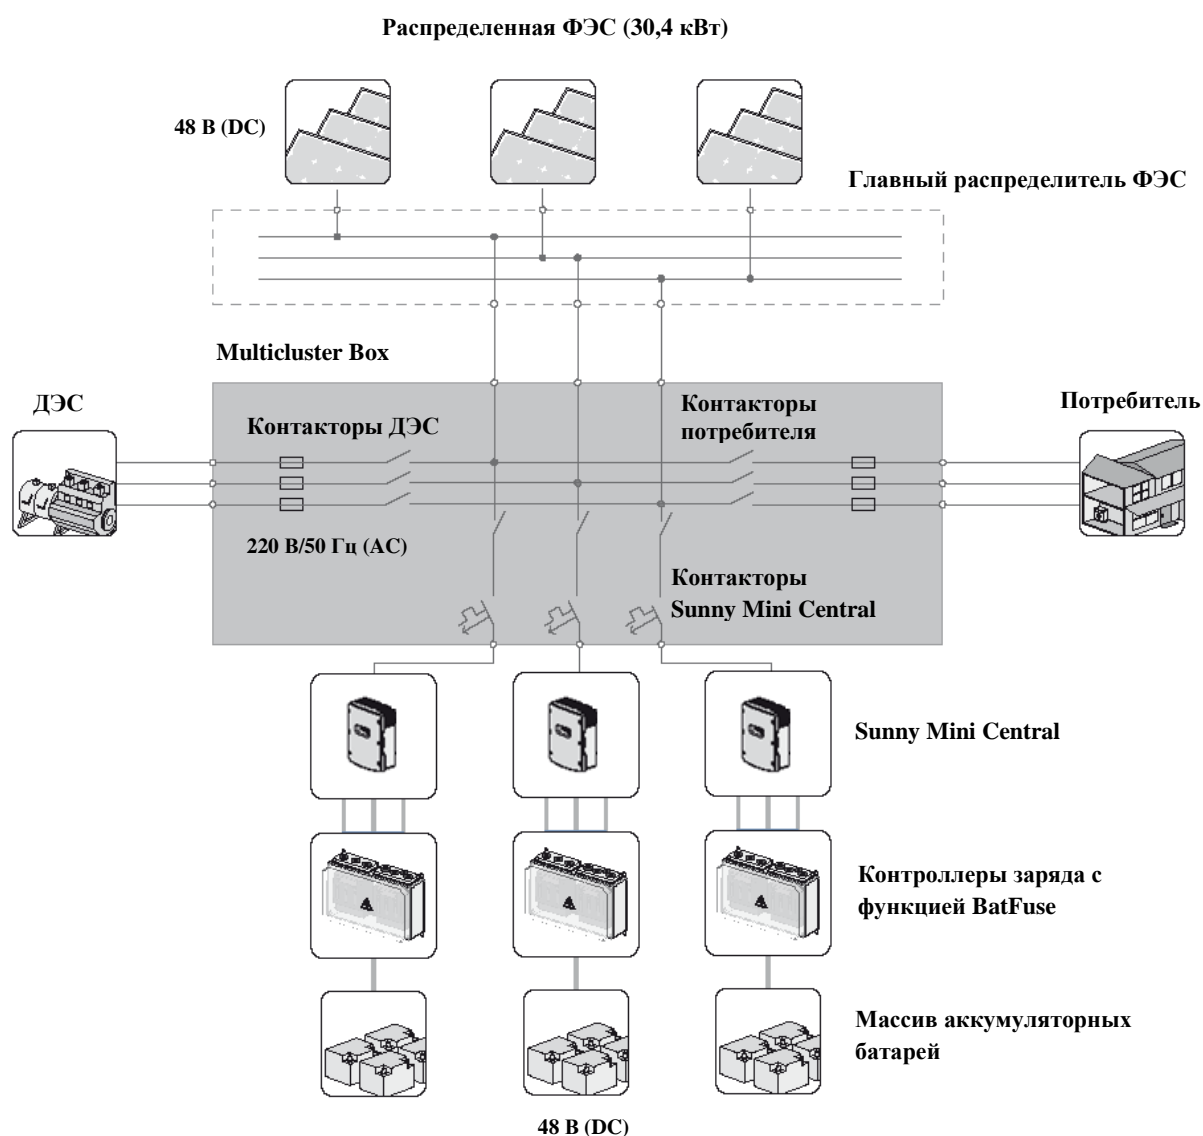 Распределенная ФЭС (30,4 кВт)
48 В (DC)
Главный распределитель ФЭС
Multicluster Box
ДЭС
Контакторы ДЭС
Контакторы
потребителя
Потребитель
220 В/50 Гц (AC)
Контакторы
Sunny Mini Central
Sunny Mini Central
Контроллеры заряда с
функцией BatFuse
Массив аккумуляторных
батарей
48 В (DC)